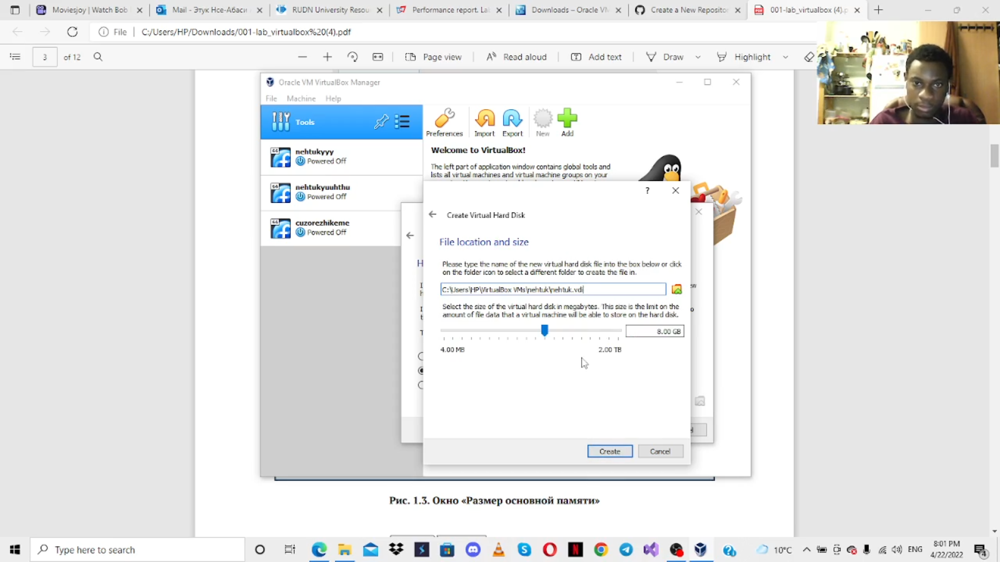 Moviesjoy | Watch Bob
Mail - Этук Нсе-Абаси
RUDN University Resou
Performance report. La
Downloads – Oracle VM
Create a New Repositor
001-lab_virtualbox (4).p
File
C:/Users/HP/Downloads/001-lab_virtualbox%20(4).pdf
3 of 12
Page view
Read aloud
Add text
Draw
Highlight
Oracle VM VirtualBox Manager
File Machine Help
Tools
Preferences
Import
Export
New
Add
nehtukyyy
Powered Off
nehtukyuuhthu
Powered Off
cuzorezhikeme
Powered Off
Welcome to VirtualBox!
The left part of application window contains global tools and
lists all virtual machines and virtual machine groups on your
Create Virtual Hard Disk
File location and size
Please type the name of the new virtual hard disk file into the box below or click
on the folder icon to select a different folder to create the file in.
C:\Users\HP\VirtualBox VMs\nehtuk\nehtuk.vdi
Select the size of the virtual hard disk in megabytes. This size is the limit on the
amount of file data that a virtual machine will be able to store on the hard disk.
8.00 GB
4.00 MB
2.00 TB
Create
Cancel
Рис. 1.3. Окно «Размер основной памяти»
Type here to search
10°C
ENG
8:01 PM
4/22/2022
4